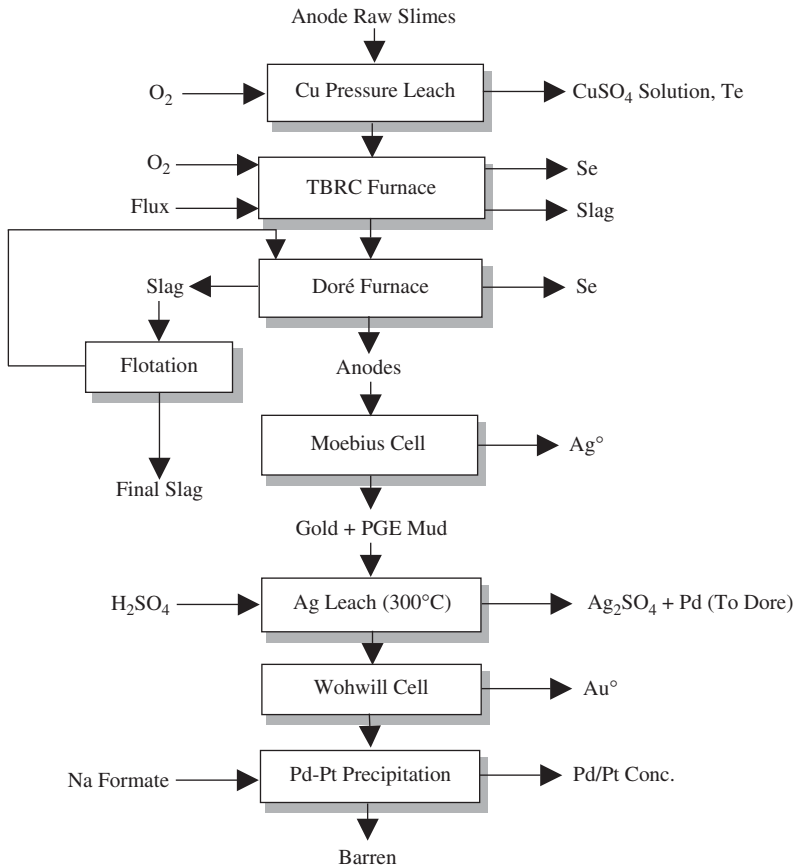 Anode Raw Slimes
O₂
Cu Pressure Leach
CuSO₄ Solution, Te
O₂
Flux
TBRC Furnace
Se
Slag
Slag
Doré Furnace
Se
Flotation
Anodes
Moebius Cell
Ag°
Final Slag
Gold + PGE Mud
H₂SO₄
Ag Leach (300°C)
Ag₂SO₄ + Pd (To Dore)
Wohwill Cell
Au°
Na Formate
Pd-Pt Precipitation
Pd/Pt Conc.
Barren